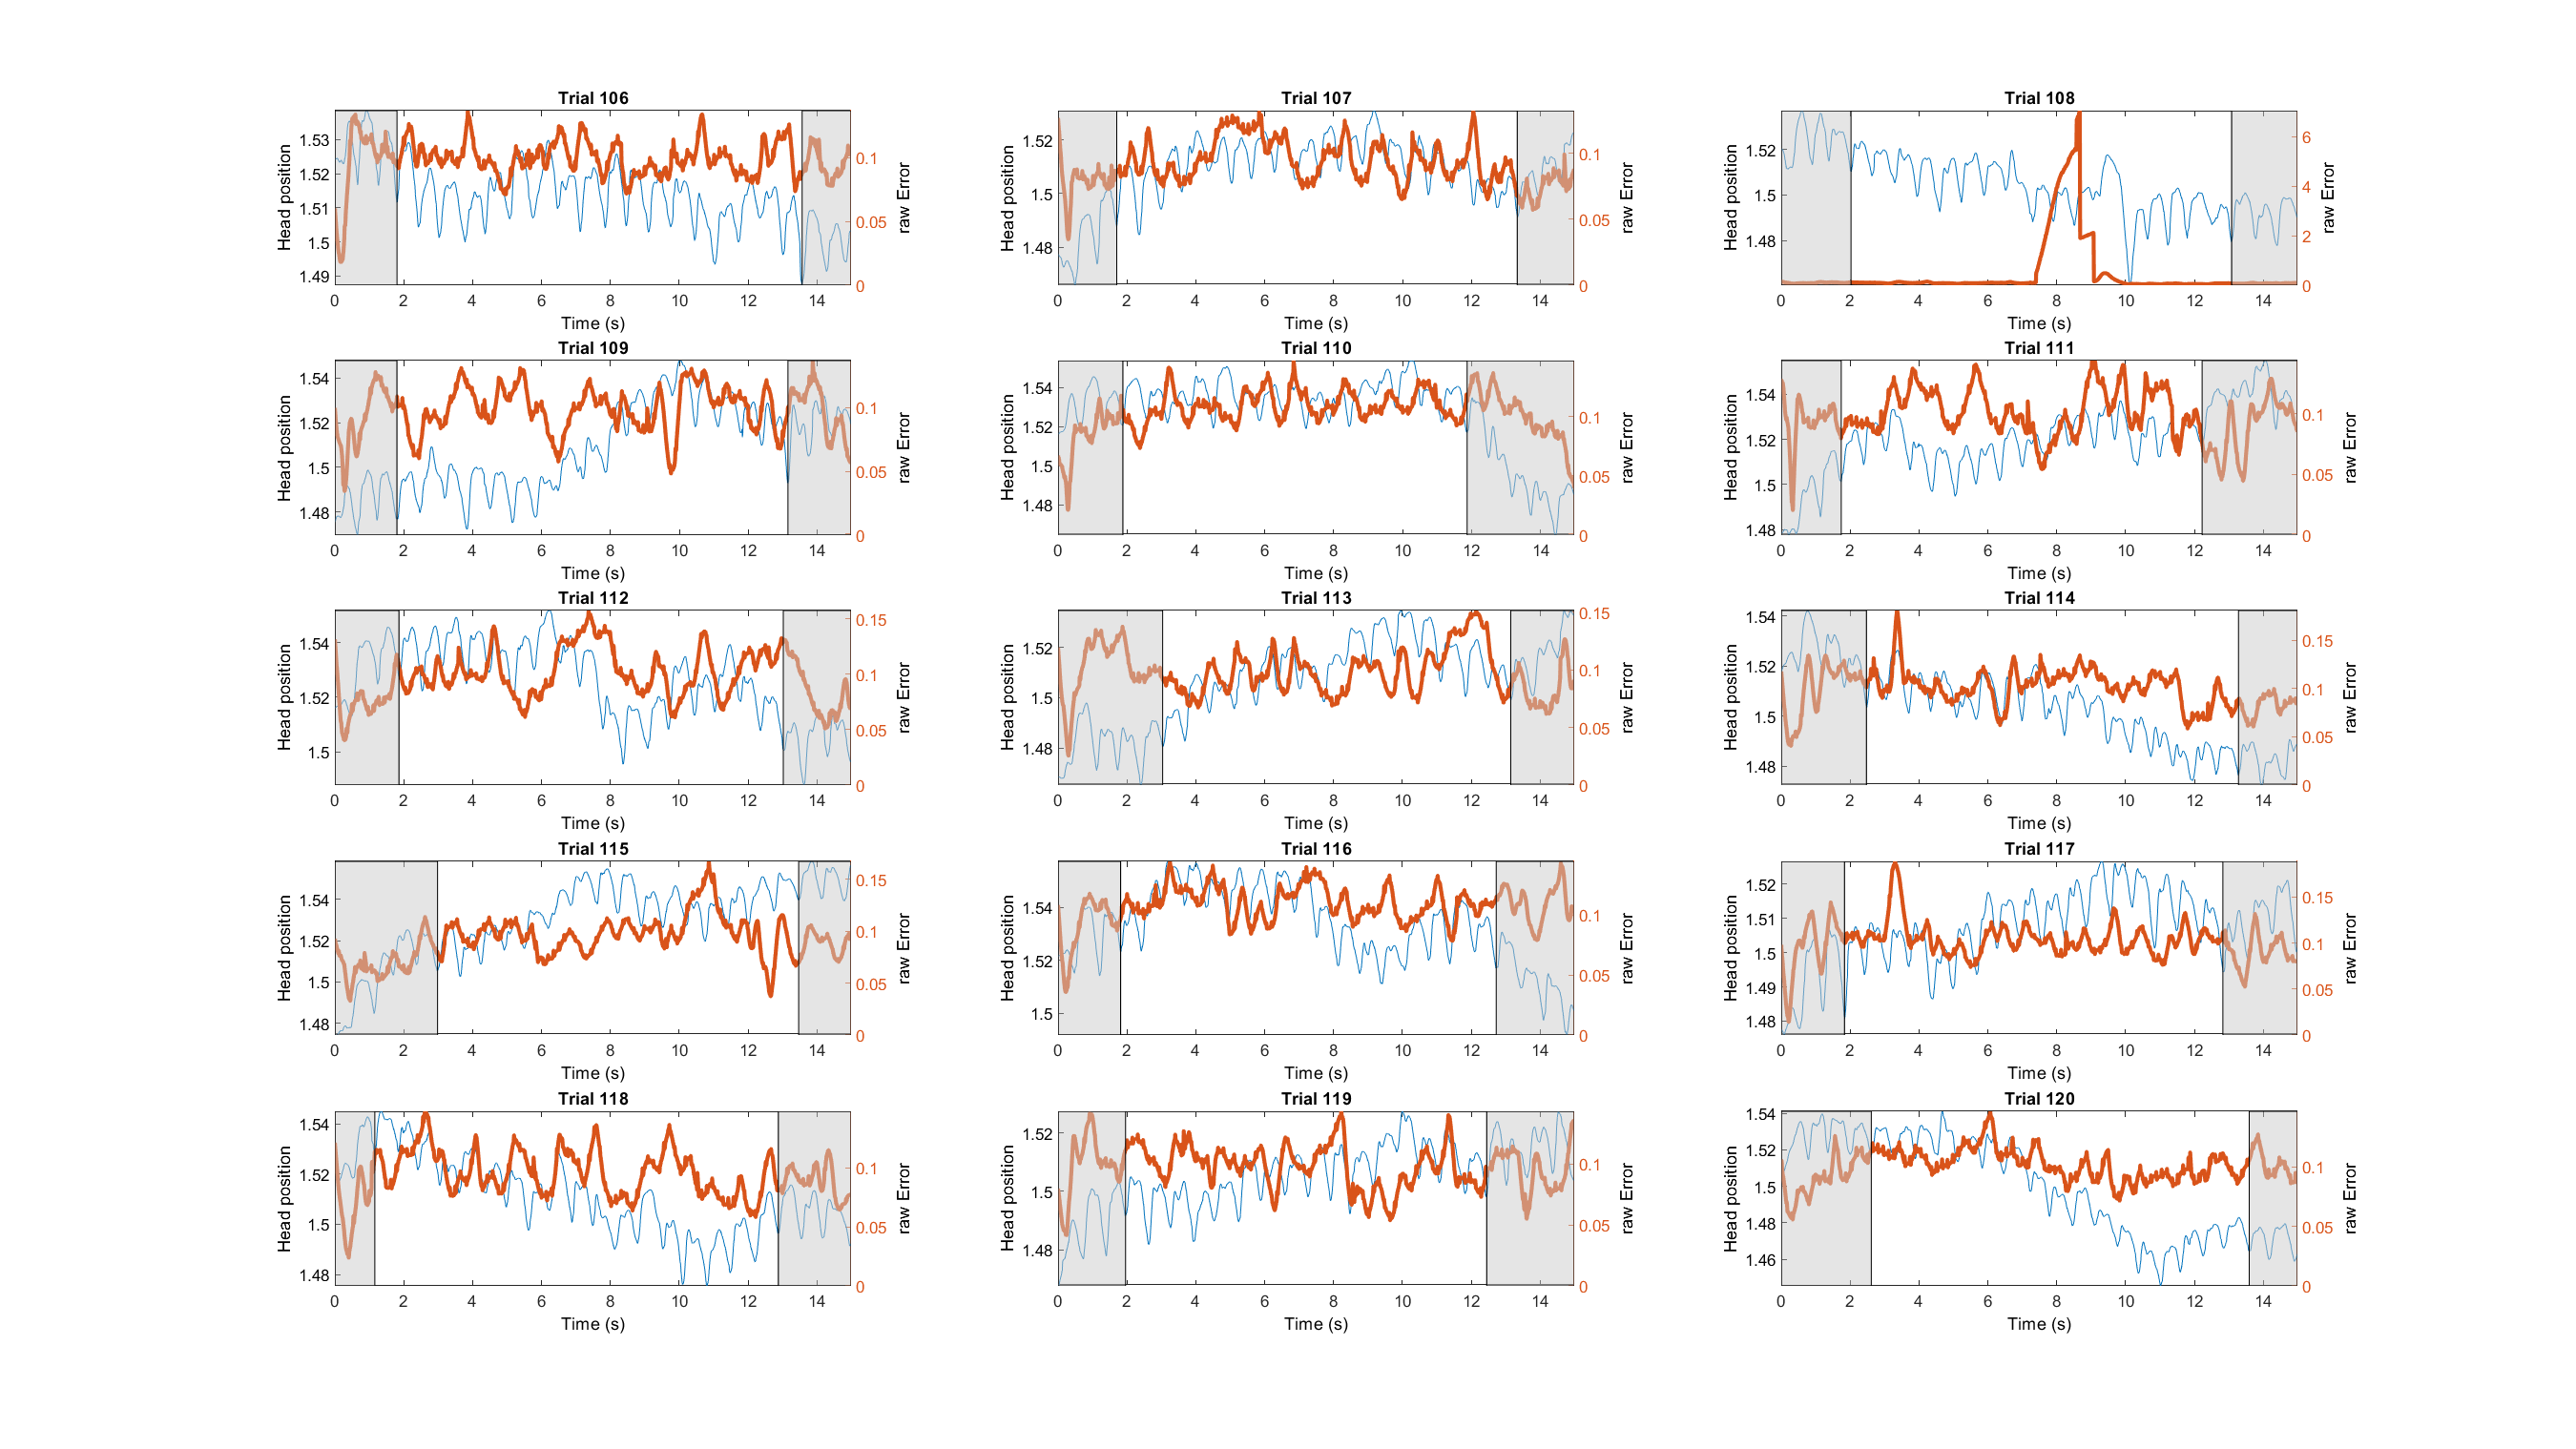 Trial 106
Head position
1.53
1.52
1.51
1.5
1.49
0.1
0.05
0
raw Error
0 2 4 6 8 10 12 14
Time (s)
Trial 107
Head position
1.52
1.5
1.48
0.1
0.05
0
raw Error
0 2 4 6 8 10 12 14
Time (s)
Trial 108
Head position
1.52
1.5
1.48
6
4
2
0
raw Error
0 2 4 6 8 10 12 14
Time (s)
Trial 109
Head position
1.54
1.52
1.5
1.48
0.1
0.05
0
raw Error
0 2 4 6 8 10 12 14
Time (s)
Trial 110
Head position
1.54
1.52
1.5
1.48
0.1
0.05
0
raw Error
0 2 4 6 8 10 12 14
Time (s)
Trial 111
Head position
1.54
1.52
1.5
1.48
0.1
0.05
0
raw Error
0 2 4 6 8 10 12 14
Time (s)
Trial 112
Head position
1.54
1.52
1.5
0.15
0.1
0.05
0
raw Error
0 2 4 6 8 10 12 14
Time (s)
Trial 113
Head position
1.52
1.5
1.48
0.15
0.1
0.05
0
raw Error
0 2 4 6 8 10 12 14
Time (s)
Trial 114
Head position
1.54
1.52
1.5
1.48
0.15
0.1
0.05
0
raw Error
0 2 4 6 8 10 12 14
Time (s)
Trial 115
Head position
1.54
1.52
1.5
1.48
0.15
0.1
0.05
0
raw Error
0 2 4 6 8 10 12 14
Time (s)
Trial 116
Head position
1.54
1.52
1.5
0.1
0.05
0
raw Error
0 2 4 6 8 10 12 14
Time (s)
Trial 117
Head position
1.52
1.51
1.5
1.49
1.48
0.15
0.1
0.05
0
raw Error
0 2 4 6 8 10 12 14
Time (s)
Trial 118
Head position
1.54
1.52
1.5
1.48
0.1
0.05
0
raw Error
0 2 4 6 8 10 12 14
Time (s)
Trial 119
Head position
1.52
1.5
1.48
0.1
0.05
0
raw Error
0 2 4 6 8 10 12 14
Time (s)
Trial 120
Head position
1.54
1.52
1.5
1.48
1.46
0.1
0.05
0
raw Error
0 2 4 6 8 10 12 14
Time (s)